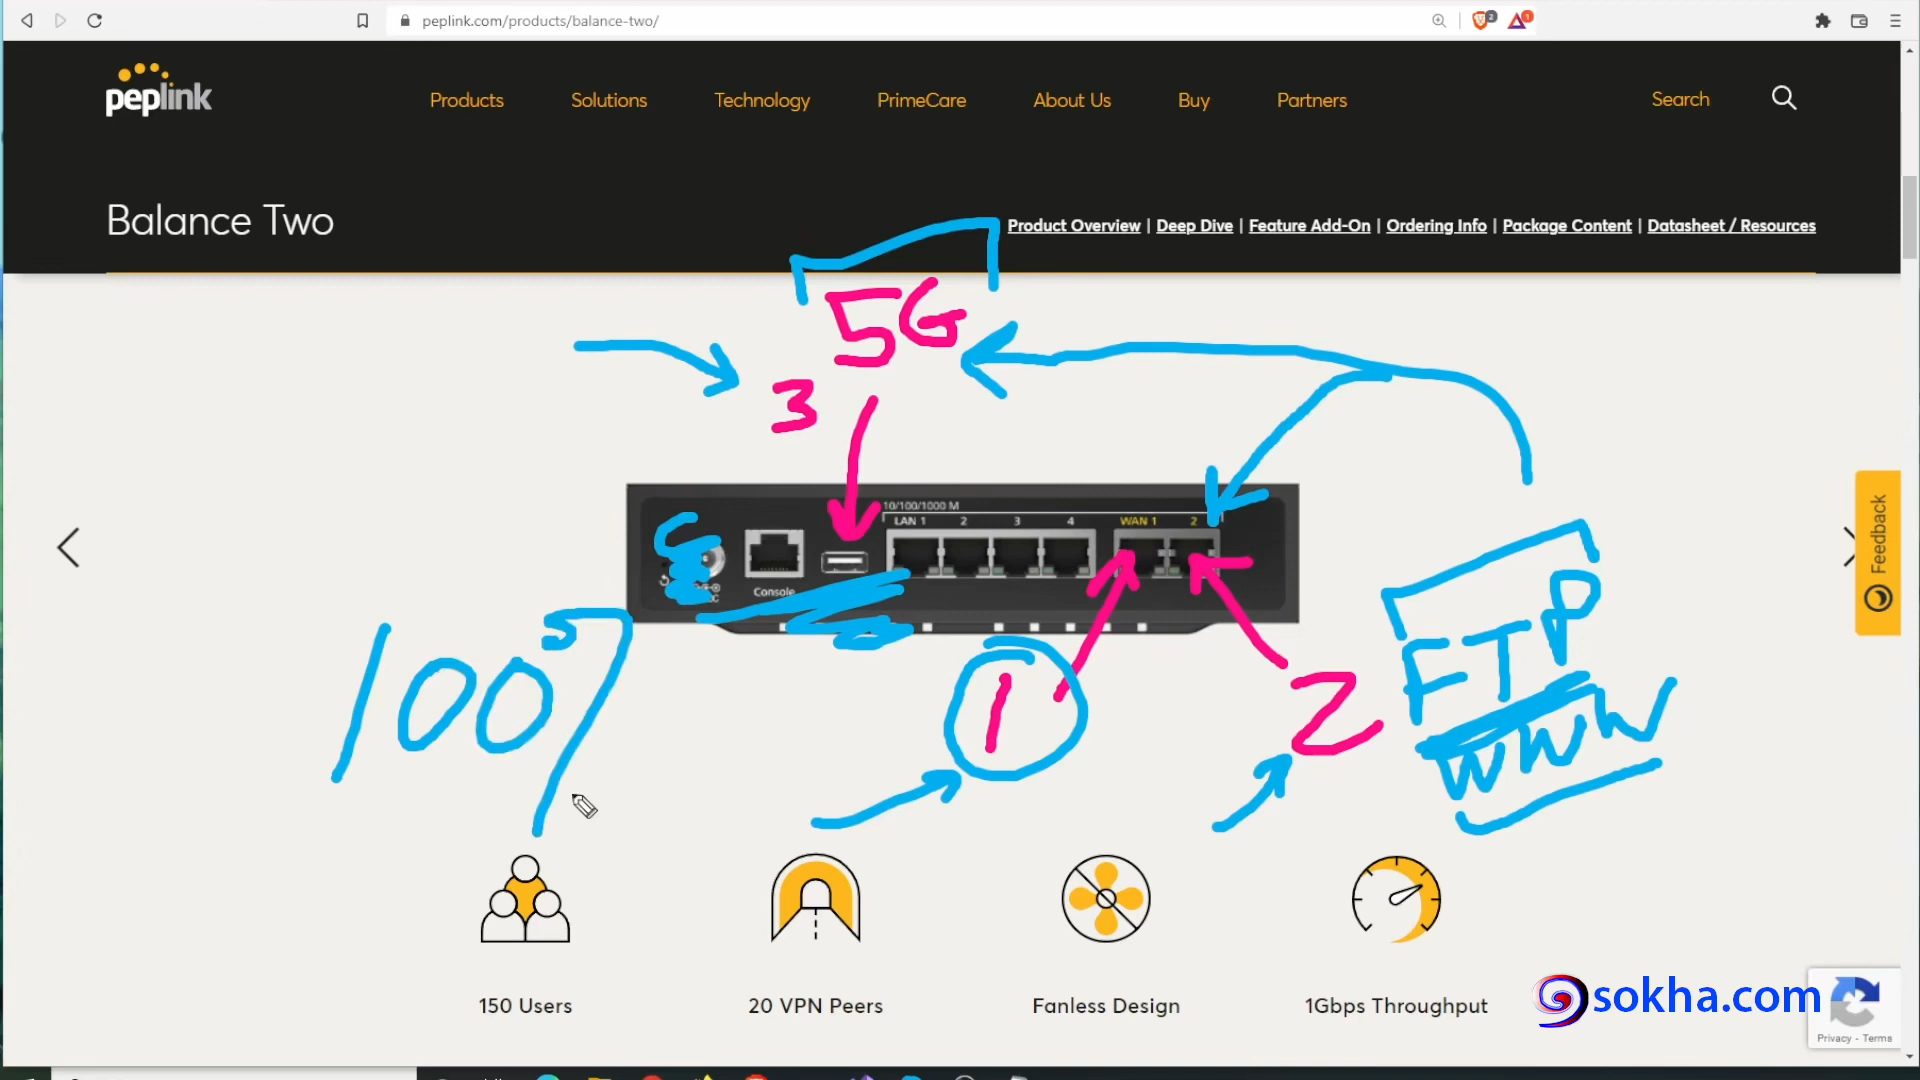 peplink.com/products/balance-two/
2
1
peplink
Products Solutions Technology PrimeCare About Us Buy Partners Search
Balance Two
Product Overview | Deep Dive | Feature Add-On | Ordering Info | Package Content | Datasheet / Resources
5G
3
10/100/1000 M
LAN 1 2 3 4 WAN 1 2
Console
Feedback
100
1
2
FTP
WWW
150 Users
20 VPN Peers
Fanless Design
1Gbps Throughput
sokha.com
Privacy - Terms